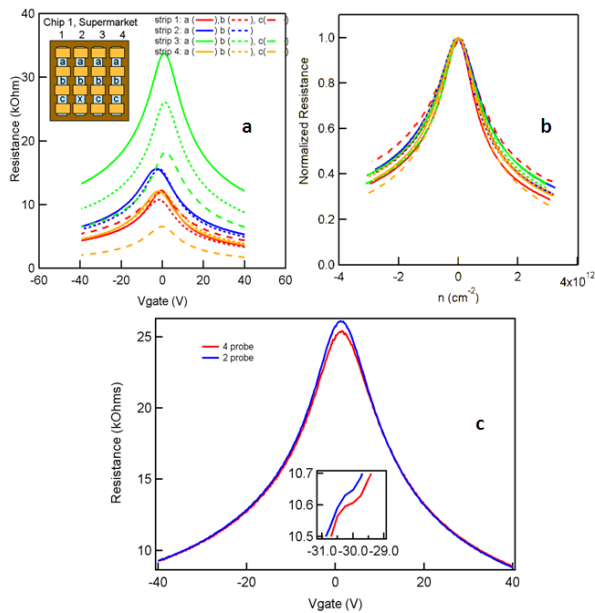 Chip 1, Supermarket
1 2 3 4
a a a a
b b b b
c x c c
strip 1: a ( ),b ( ), c( )
strip 2: a ( ),b ( )
strip 3: a ( ),b ( ), c( )
strip 4: a ( ),b ( ), c( )
a
Resistance (kOhm)
40
30
20
10
0
-60 -40 -20 0 20 40 60
Vgate (V)
b
Normalized Resistance
1.0
0.8
0.6
0.4
0.2
0.0
-4 -2 0 2 4x10^12
n (cm^-2)
4 probe
2 probe
c
Resistance (kOhms)
25
20
15
10
10.7
10.6
10.5
-31.0 -30.0 -29.0
-40 -20 0 20 40
Vgate (V)